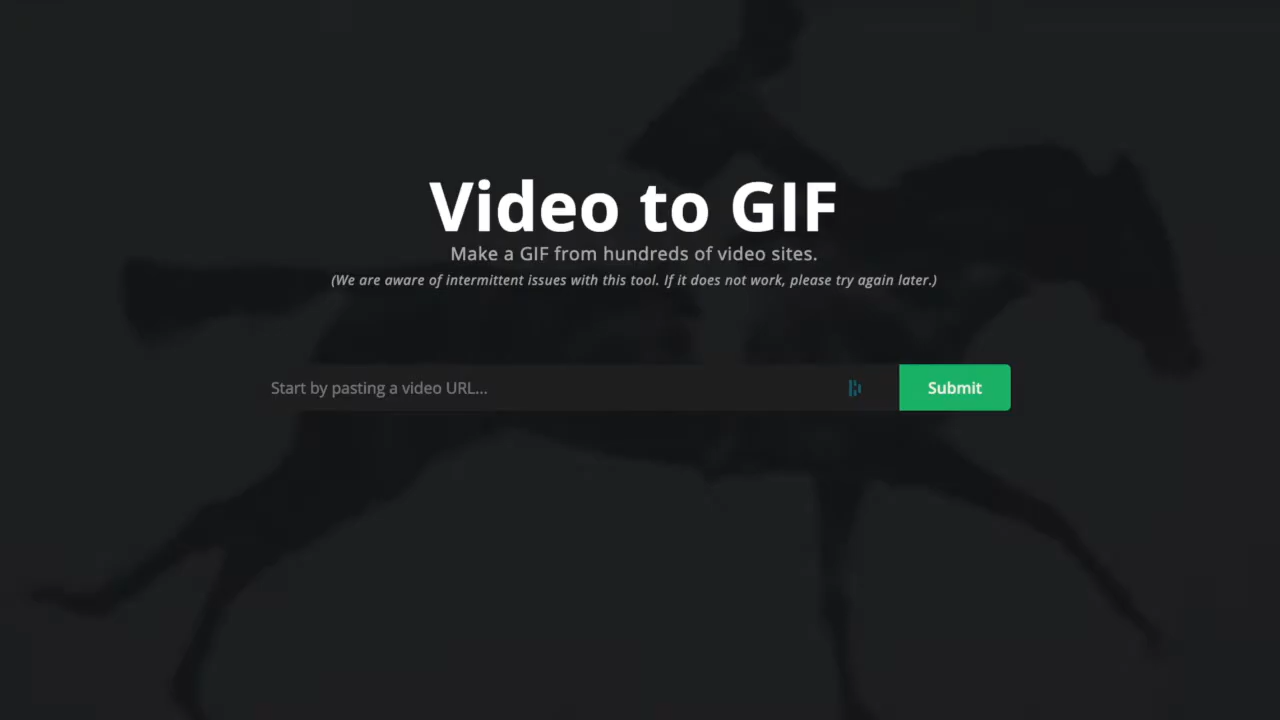 Video to GIF
Make a GIF from hundreds of video sites.
(We are aware of intermittent issues with this tool. If it does not work, please try again later.)
Start by pasting a video URL...
Submit